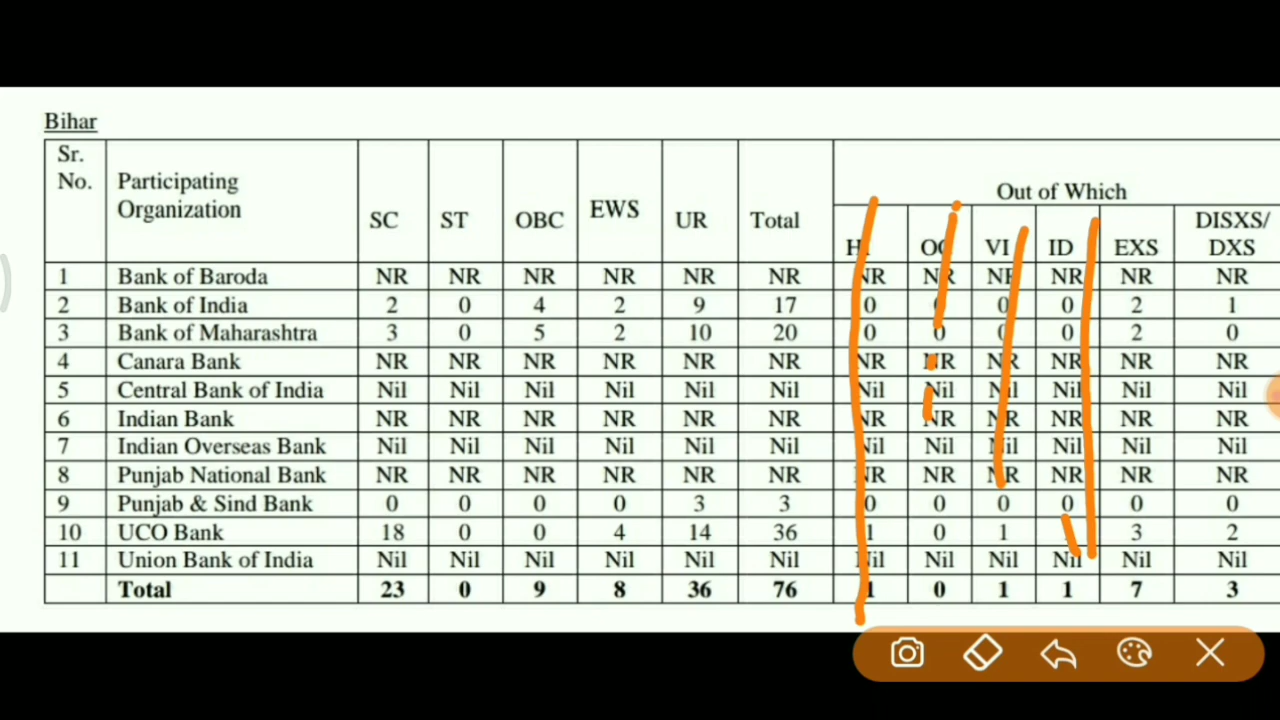 Bihar
Sr. No. Participating Organization SC ST OBC EWS UR Total Out of Which
HI OC VI ID EXS DISXS/ DXS
1 Bank of Baroda NR NR NR NR NR NR NR NR NR NR NR NR
2 Bank of India 2 0 4 2 9 17 0 0 0 0 2 1
3 Bank of Maharashtra 3 0 5 2 10 20 0 0 0 0 2 0
4 Canara Bank NR NR NR NR NR NR NR NR NR NR NR NR
5 Central Bank of India Nil Nil Nil Nil Nil Nil Nil Nil Nil Nil Nil Nil
6 Indian Bank NR NR NR NR NR NR NR NR NR NR NR NR
7 Indian Overseas Bank Nil Nil Nil Nil Nil Nil Nil Nil Nil Nil Nil Nil
8 Punjab National Bank NR NR NR NR NR NR NR NR NR NR NR NR
9 Punjab & Sind Bank 0 0 0 0 3 3 0 0 0 0 0 0
10 UCO Bank 18 0 0 4 14 36 1 0 1 3 2
11 Union Bank of India Nil Nil Nil Nil Nil Nil Nil Nil Nil Nil Nil Nil
Total 23 0 9 8 36 76 1 0 1 1 7 3